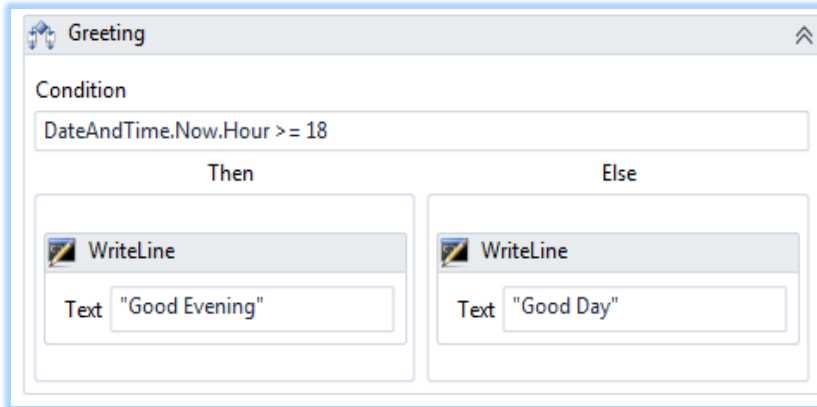 Greeting
Condition
DateAndTime.Now.Hour >= 18
Then Else
WriteLine WriteLine
Text "Good Evening" Text "Good Day"